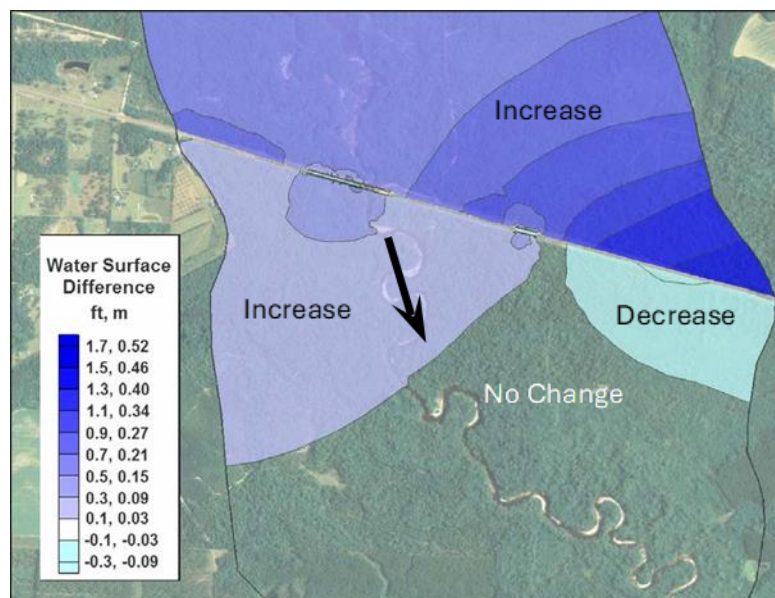 Increase
Increase
Decrease
No Change
Water Surface
Difference
ft, m
1.7, 0.52
1.5, 0.46
1.3, 0.40
1.1, 0.34
0.9, 0.27
0.7, 0.21
0.5, 0.15
0.3, 0.09
0.1, 0.03
-0.1, -0.03
-0.3, -0.09